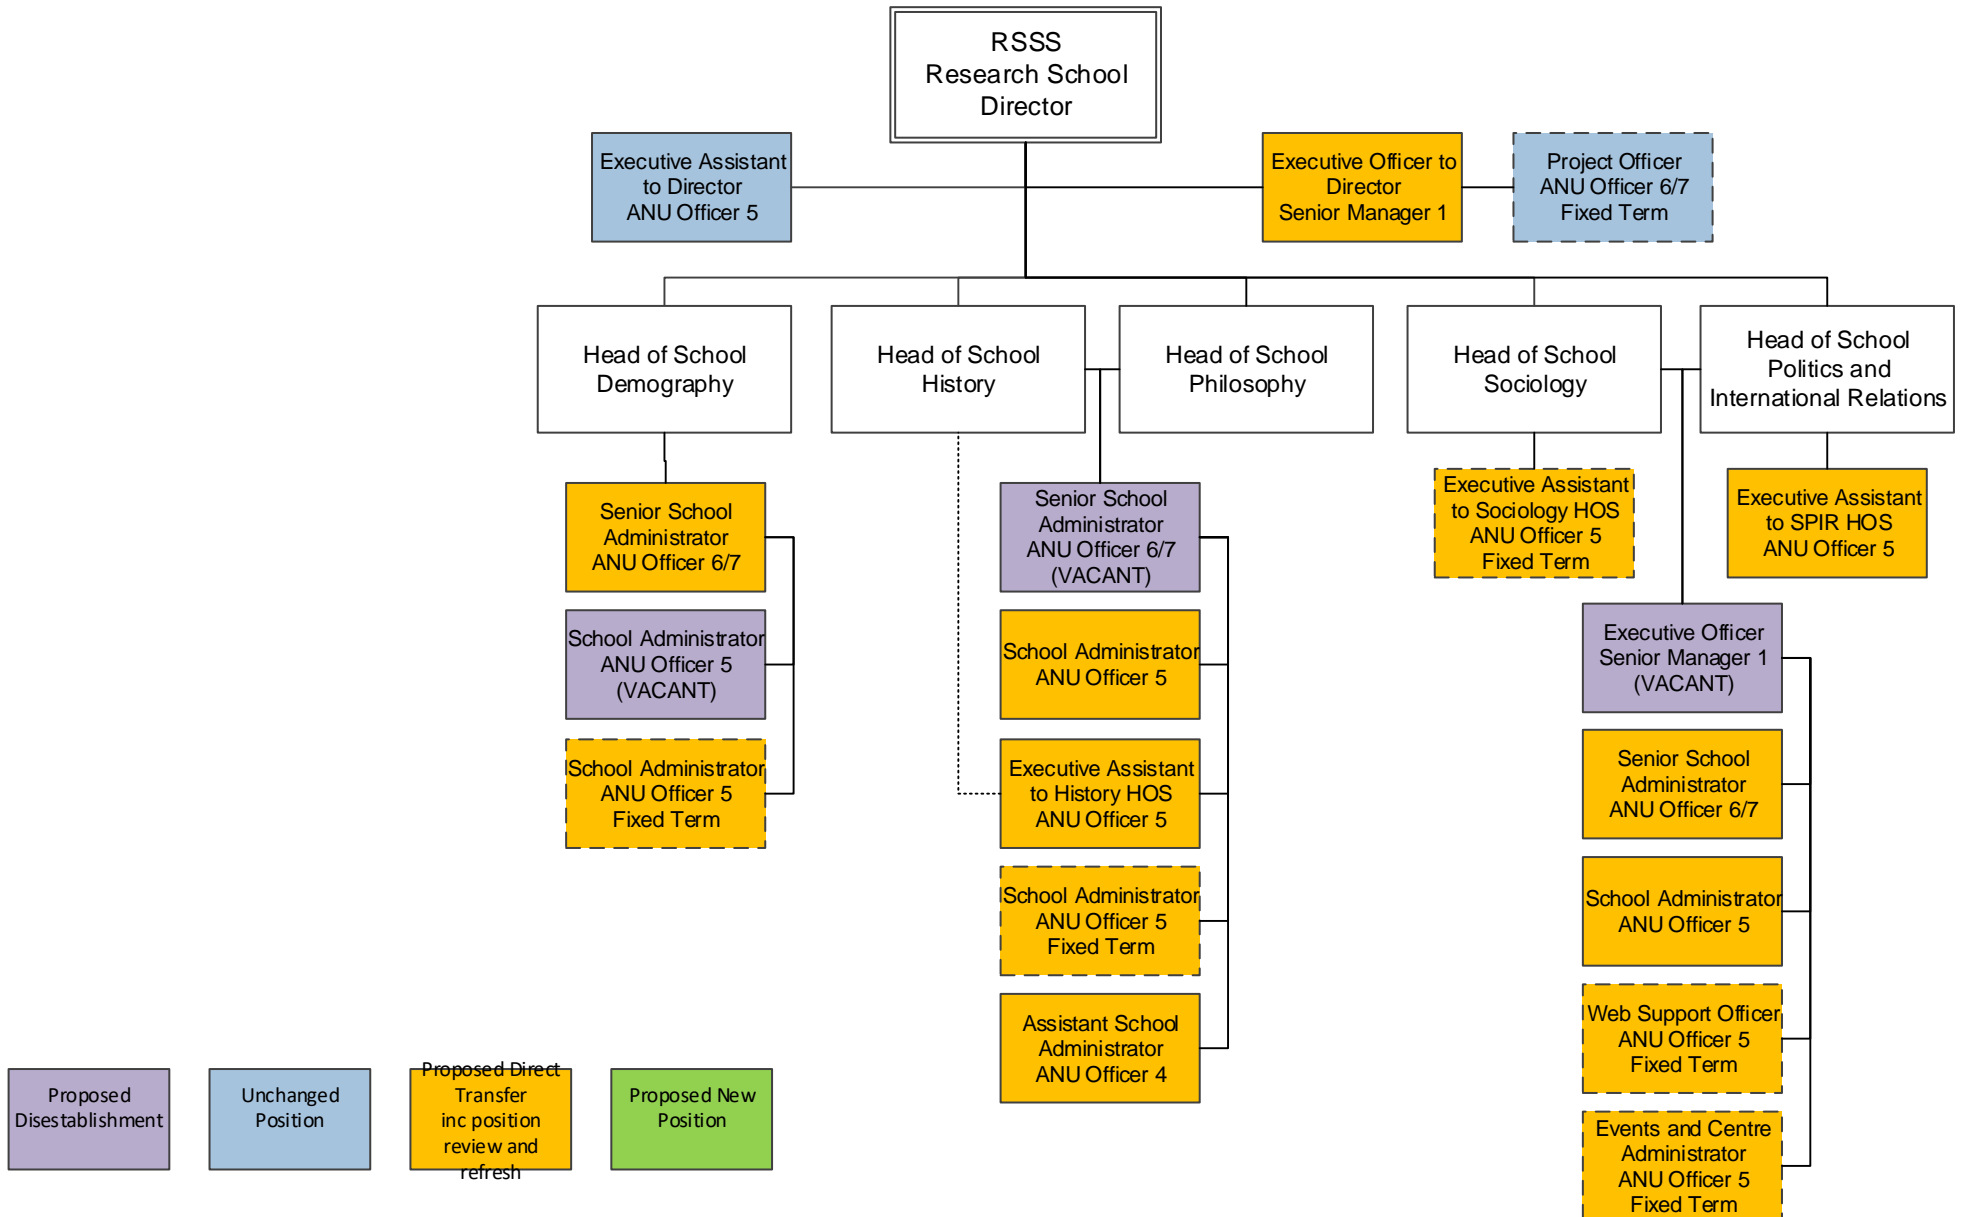 RSSS
Research School
Director
Executive Assistant
to Director
ANU Officer 5
Executive Officer to
Director
Senior Manager 1
Project Officer
ANU Officer 6/7
Fixed Term
Head of School
Demography
Head of School
History
Head of School
Philosophy
Head of School
Sociology
Head of School
Politics and
International Relations
Senior School
Administrator
ANU Officer 6/7
School Administrator
ANU Officer 5
(VACANT)
School Administrator
ANU Officer 5
Fixed Term
Senior School
Administrator
ANU Officer 6/7
(VACANT)
School Administrator
ANU Officer 5
Executive Assistant
to History HOS
ANU Officer 5
School Administrator
ANU Officer 5
Fixed Term
Assistant School
Administrator
ANU Officer 4
Executive Assistant
to Sociology HOS
ANU Officer 5
Fixed Term
Executive Assistant
to SPIR HOS
ANU Officer 5
Executive Officer
Senior Manager 1
(VACANT)
Senior School
Administrator
ANU Officer 6/7
School Administrator
ANU Officer 5
Web Support Officer
ANU Officer 5
Fixed Term
Events and Centre
Administrator
ANU Officer 5
Fixed Term
Proposed
Disestablishment
Unchanged
Position
Proposed Direct
Transfer
inc position
review and
refresh
Proposed New
Position